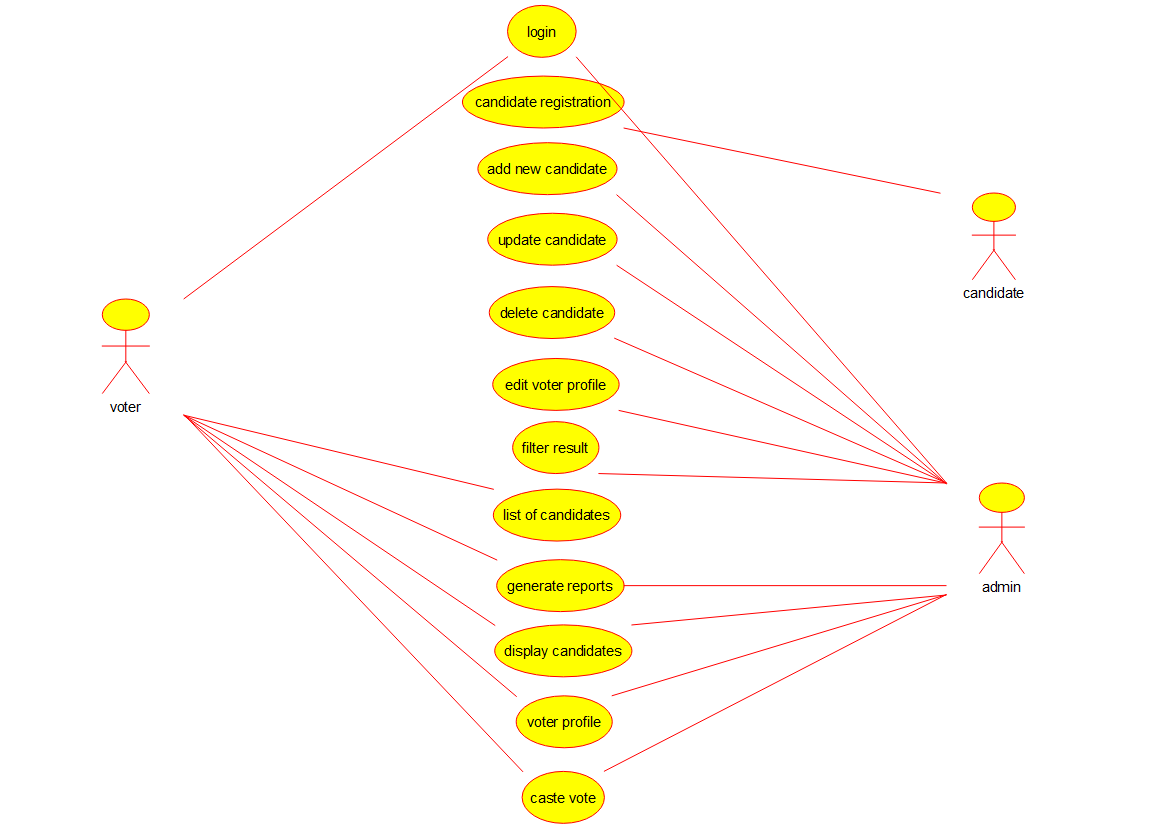 login
candidate registration
add new candidate
update candidate
delete candidate
edit voter profile
filter result
list of candidates
generate reports
display candidates
voter profile
caste vote
voter
candidate
admin